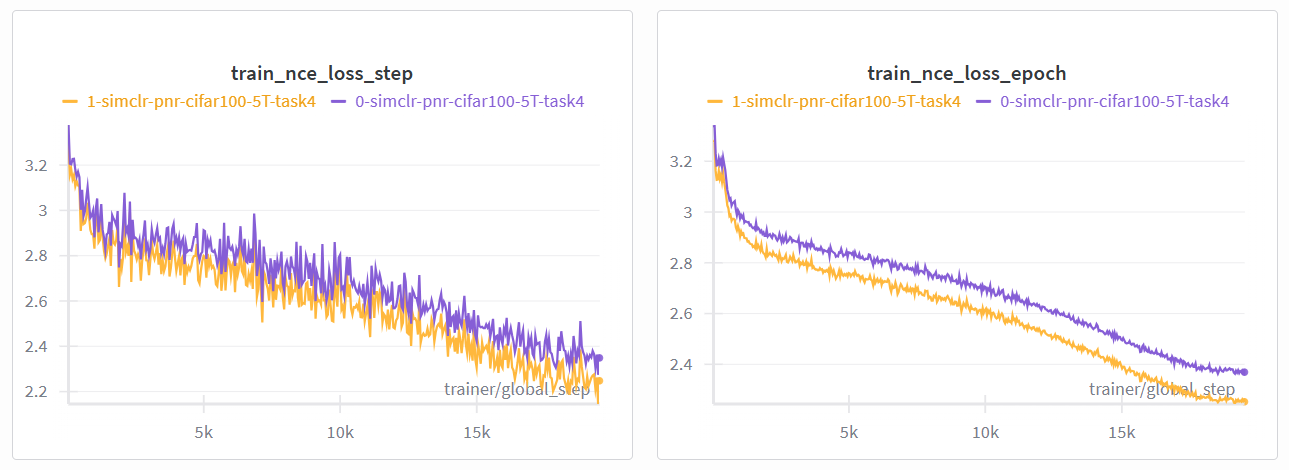 train_nce_loss_step
1-simclr-pnr-cifar100-5T-task4 0-simclr-pnr-cifar100-5T-task4
3.2
3
2.8
2.6
2.4
2.2
trainer/global_step
5k 10k 15k
train_nce_loss_epoch
1-simclr-pnr-cifar100-5T-task4 0-simclr-pnr-cifar100-5T-task4
3.2
3
2.8
2.6
2.4
trainer/global_step
5k 10k 15k